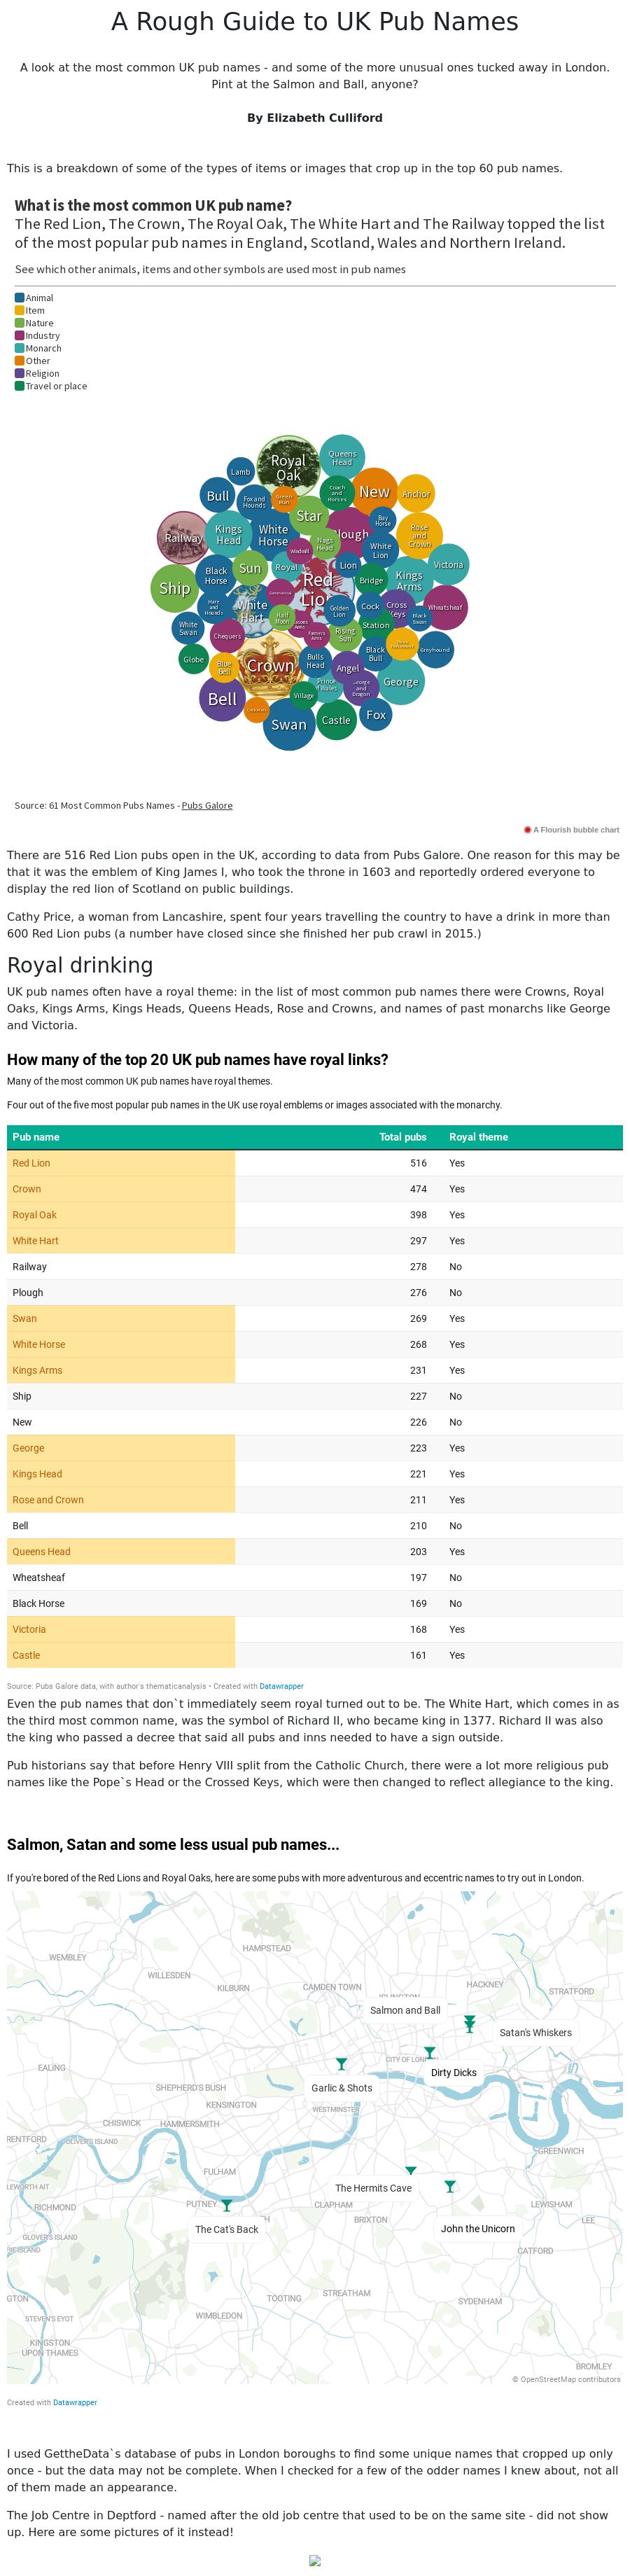 A Rough Guide to UK Pub Names
A look at the most common UK pub names - and some of the more unusual ones tucked away in London.
Pint at the Salmon and Ball, anyone?
By Elizabeth Culliford
This is a breakdown of some of the types of items or images that crop up in the top 60 pub names.
What is the most common UK pub name?
The Red Lion, The Crown, The Royal Oak, The White Hart and The Railway topped the list
of the most popular pub names in England, Scotland, Wales and Northern Ireland.
See which other animals, items and other symbols are used most in pub names
Animal
Item
Nature
Industry
Monarch
Other
Religion
Travel or place
Royal
Oak
Queens
Head
Lamb
Bull
Fox and
Hounds
Green
Man
Coach
and
Horses
New
Anchor
Railway
Kings
Head
White
Horse
Star
Plough
Bay
Horse
Rose
and
Crown
Nags
Head
White
Lion
Victoria
Black
Horse
Sun
Royal
Red
Lion
Lion
Bridge
Kings
Arms
Ship
Hare
and
Hounds
White
Hart
Half
Moon
Golden
Lion
Cock
Cross
Keys
Wheatsheaf
Black
Swan
White
Swan
Chequers
Farmers
Arms
Rising
Sun
Station
Greyhound
Globe
Blue
Bell
Crown
Bulls
Head
Black
Bull
Angel
Bell
Village
Prince
of Wales
George
and
Dragon
George
Swan
Castle
Fox
Source: 61 Most Common Pubs Names - Pubs Galore
A Flourish bubble chart
There are 516 Red Lion pubs open in the UK, according to data from Pubs Galore. One reason for this may be
that it was the emblem of King James I, who took the throne in 1603 and reportedly ordered everyone to
display the red lion of Scotland on public buildings.
Cathy Price, a woman from Lancashire, spent four years travelling the country to have a drink in more than
600 Red Lion pubs (a number have closed since she finished her pub crawl in 2015.)
Royal drinking
UK pub names often have a royal theme: in the list of most common pub names there were Crowns, Royal
Oaks, Kings Arms, Kings Heads, Queens Heads, Rose and Crowns, and names of past monarchs like George
and Victoria.
How many of the top 20 UK pub names have royal links?
Many of the most common UK pub names have royal themes.
Four out of the five most popular pub names in the UK use royal emblems or images associated with the monarchy.
Pub name Total pubs Royal theme
Red Lion 516 Yes
Crown 474 Yes
Royal Oak 398 Yes
White Hart 297 Yes
Railway 278 No
Plough 276 No
Swan 269 Yes
White Horse 268 Yes
Kings Arms 231 Yes
Ship 227 No
New 226 No
George 223 Yes
Kings Head 221 Yes
Rose and Crown 211 Yes
Bell 210 No
Queens Head 203 Yes
Wheatsheaf 197 No
Black Horse 169 No
Victoria 168 Yes
Castle 161 Yes
Source: Pubs Galore data, with author's thematicanalysis • Created with Datawrapper
Even the pub names that don`t immediately seem royal turned out to be. The White Hart, which comes in as
the third most common name, was the symbol of Richard II, who became king in 1377. Richard II was also
the king who passed a decree that said all pubs and inns needed to have a sign outside.
Pub historians say that before Henry VIII split from the Catholic Church, there were a lot more religious pub
names like the Pope`s Head or the Crossed Keys, which were then changed to reflect allegiance to the king.
Salmon, Satan and some less usual pub names...
If you're bored of the Red Lions and Royal Oaks, here are some pubs with more adventurous and eccentric names to try out in London.
HAMPSTEAD
WEMBLEY
WILLESDEN
KILBURN
CAMDEN TOWN
HACKNEY
STRATFORD
Salmon and Ball
Satan's Whiskers
CITY OF LONDON
Dirty Dicks
EALING
SHEPHERD'S BUSH
Garlic & Shots
KENSINGTON
WESTMINSTER
CHISWICK
HAMMERSMITH
OLIVER'S ISLAND
GREENWICH
FULHAM
The Hermits Cave
RICHMOND
PUTNEY
CLAPHAM
BRIXTON
LEWISHAM
LEE
The Cat's Back
John the Unicorn
GLOVER'S ISLAND
CATFORD
TOOTING
STREATHAM
SYDENHAM
WIMBLEDON
STEVEN'S EYOT
KINGSTON
UPON THAMES
BROMLEY
© OpenStreetMap contributors
Created with Datawrapper
I used GettheData`s database of pubs in London boroughs to find some unique names that cropped up only
once - but the data may not be complete. When I checked for a few of the odder names I knew about, not all
of them made an appearance.
The Job Centre in Deptford - named after the old job centre that used to be on the same site - did not show
up. Here are some pictures of it instead!